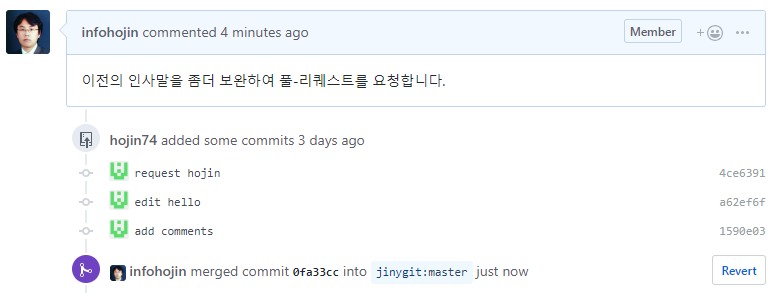 infohojin commented 4 minutes ago Member
이전의 인사말을 좀더 보완하여 풀-리퀘스트를 요청합니다.
hojin74 added some commits 3 days ago
request hojin 4ce6391
edit hello a62ef6f
add comments 1590e03
infohojin merged commit 0fa33cc into jinygit:master just now Revert